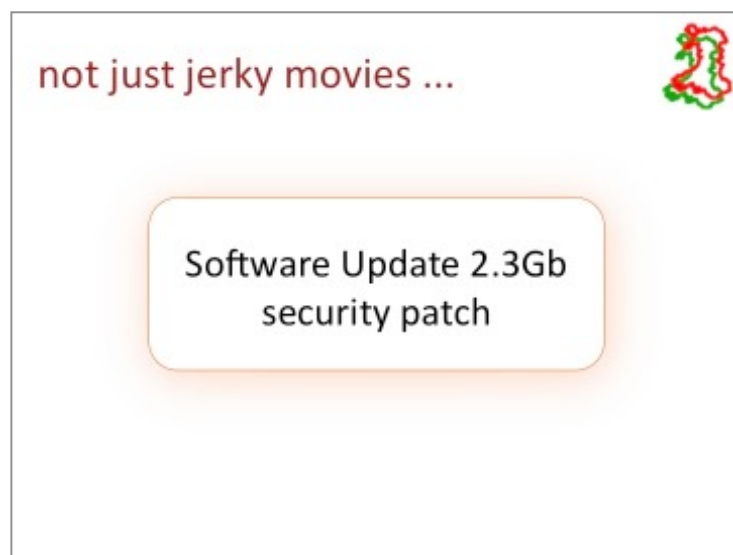 not just jerky movies ...
Software Update 2.3Gb
security patch